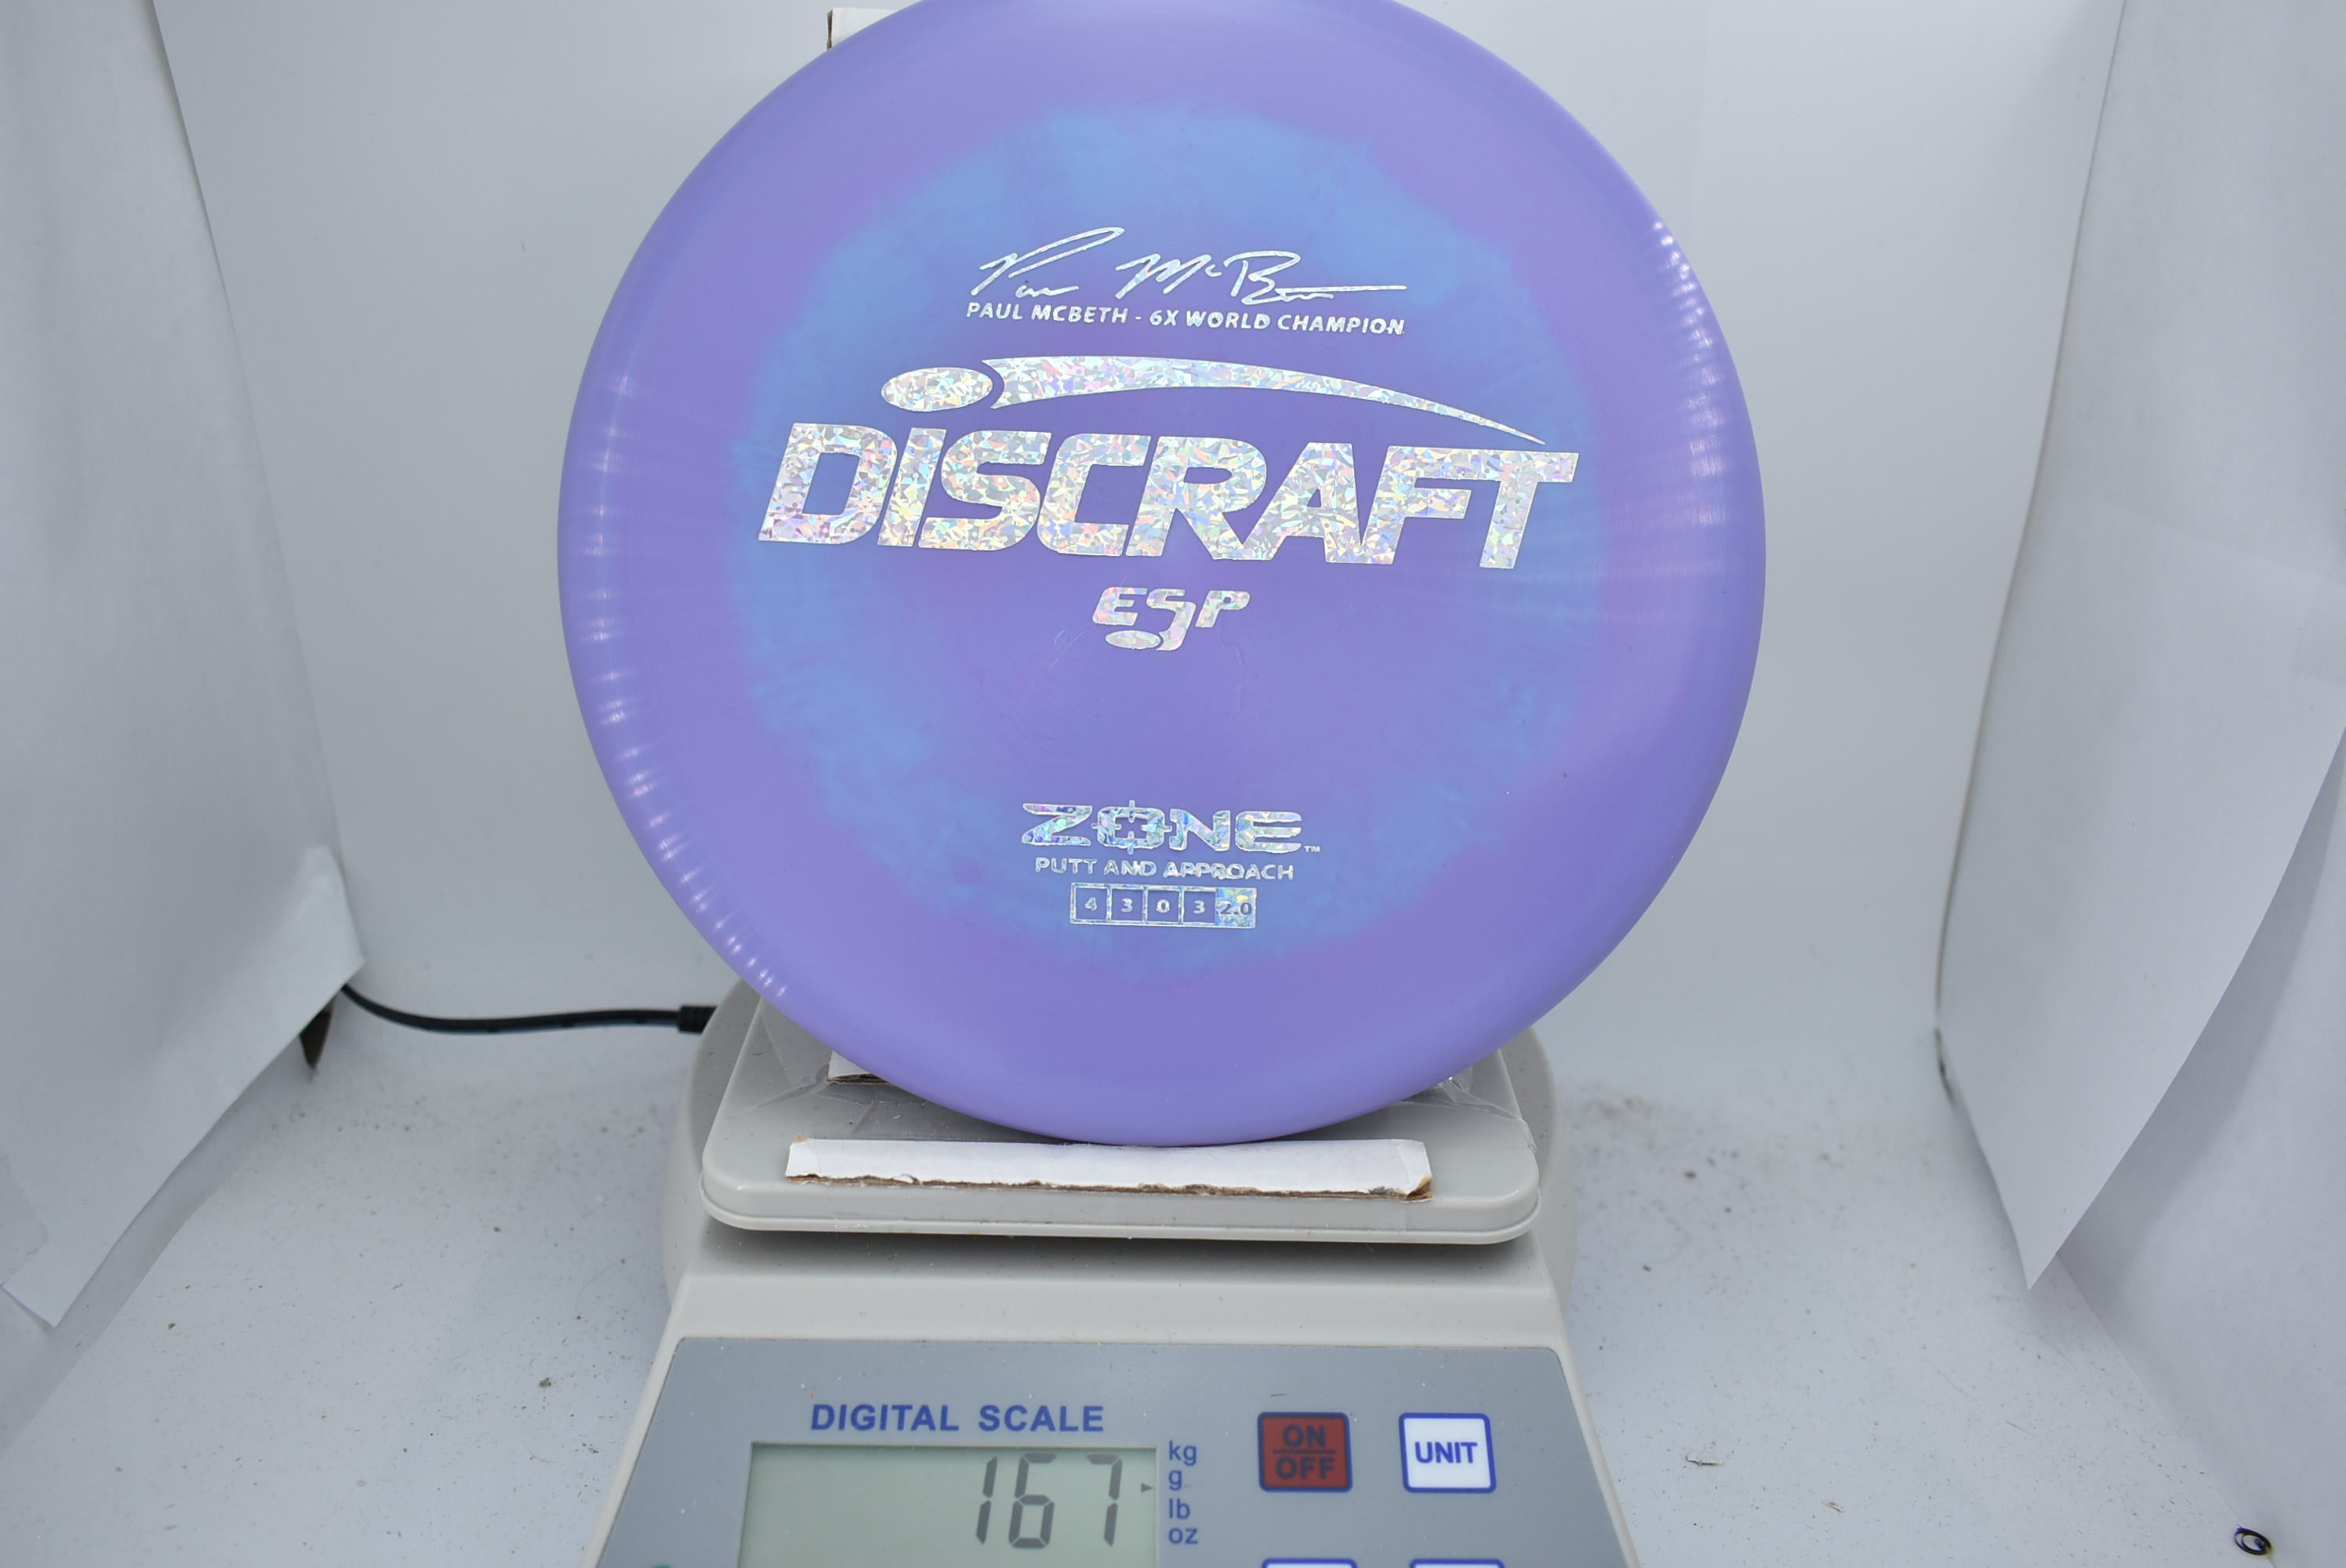 Paul McBeth
PAUL MCBETH - 6X WORLD CHAMPION
DISCRAFT
ESP
ZONE™
PUTT AND APPROACH
4 3 0 3 2.0
DIGITAL SCALE
167
kg
g
lb
oz
ON
OFF
UNIT